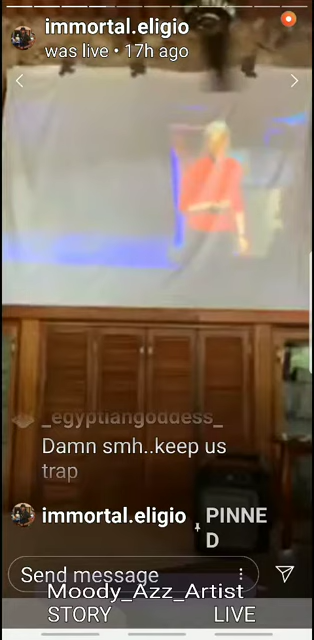 immortal.eligio
was live • 17h ago
_egyptiangoddess_
Damn smh..keep us
trap
immortal.eligio PINNE
D
Send message
Moody_Azz_Artist
STORY LIVE